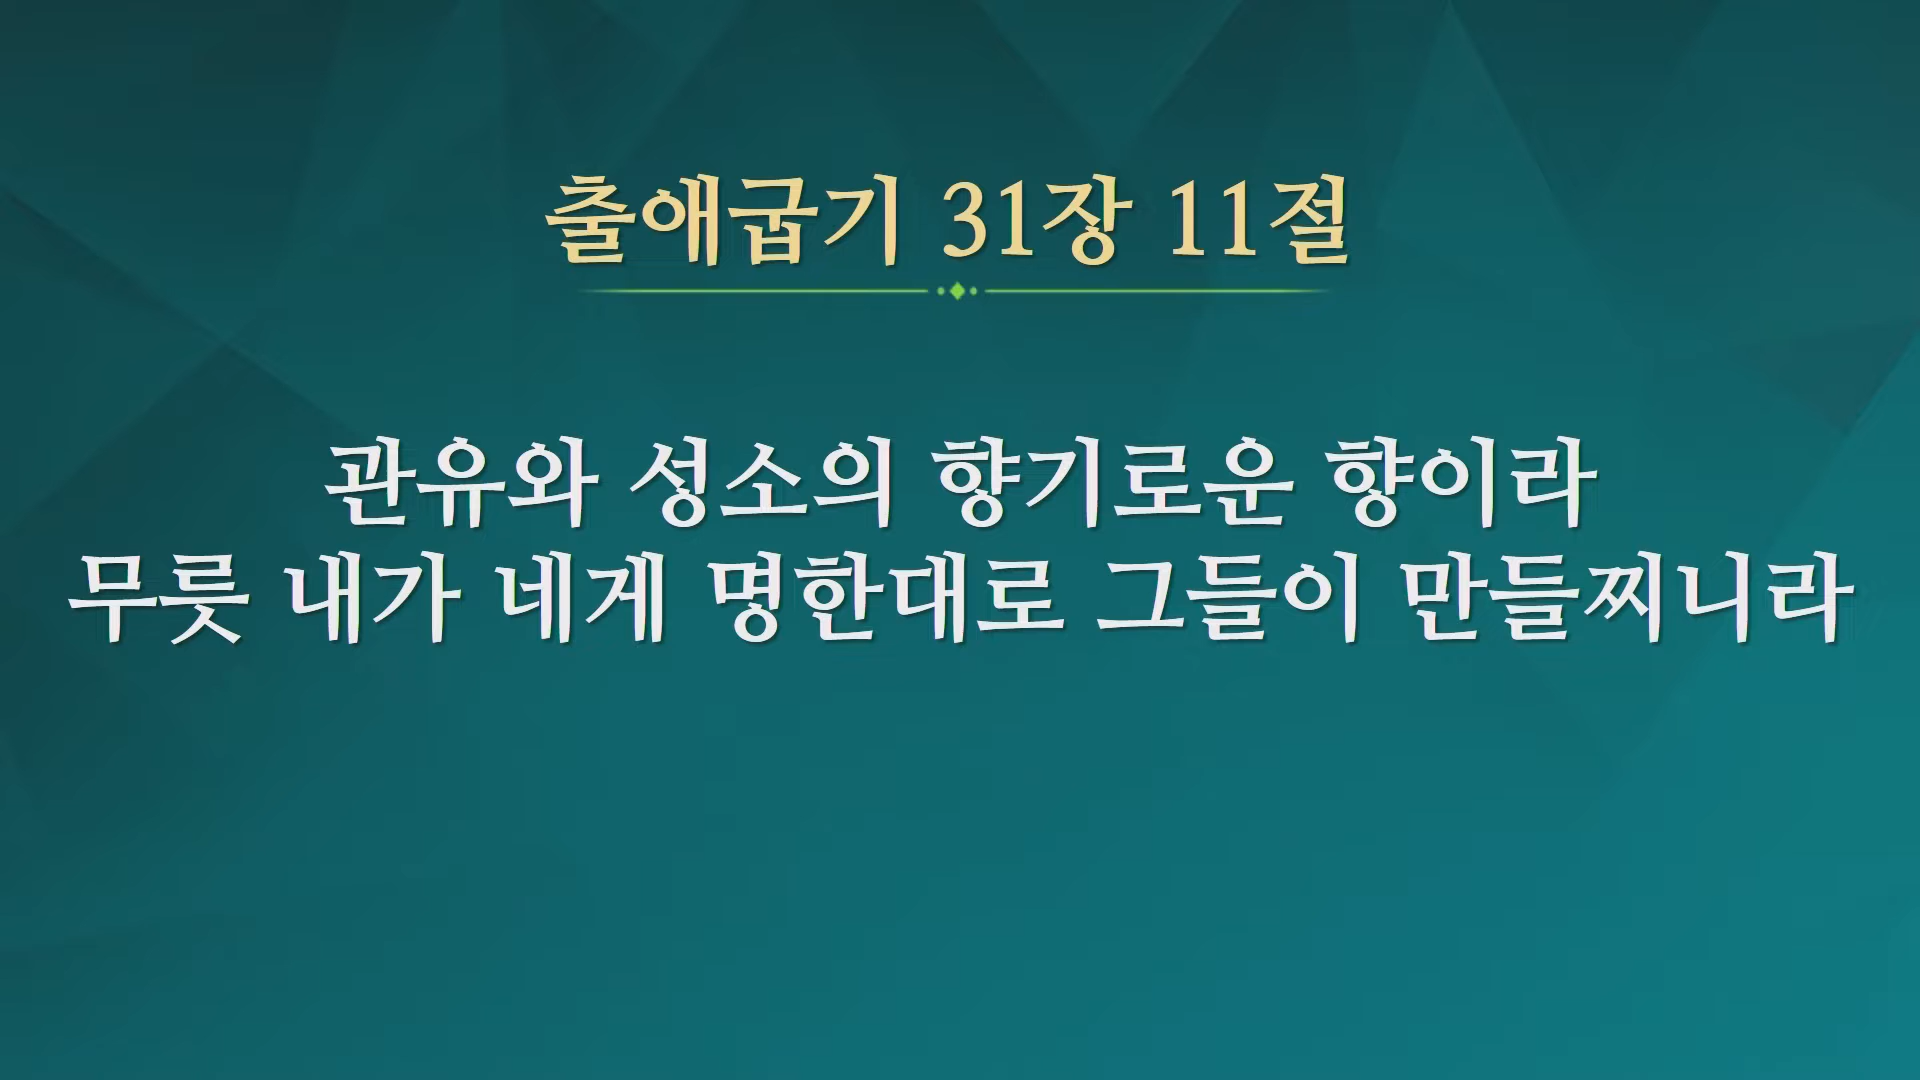 출애굽기 31장 11절
관유와 성소의 향기로운 향이라
무릇 내가 네게 명한대로 그들이 만들찌니라